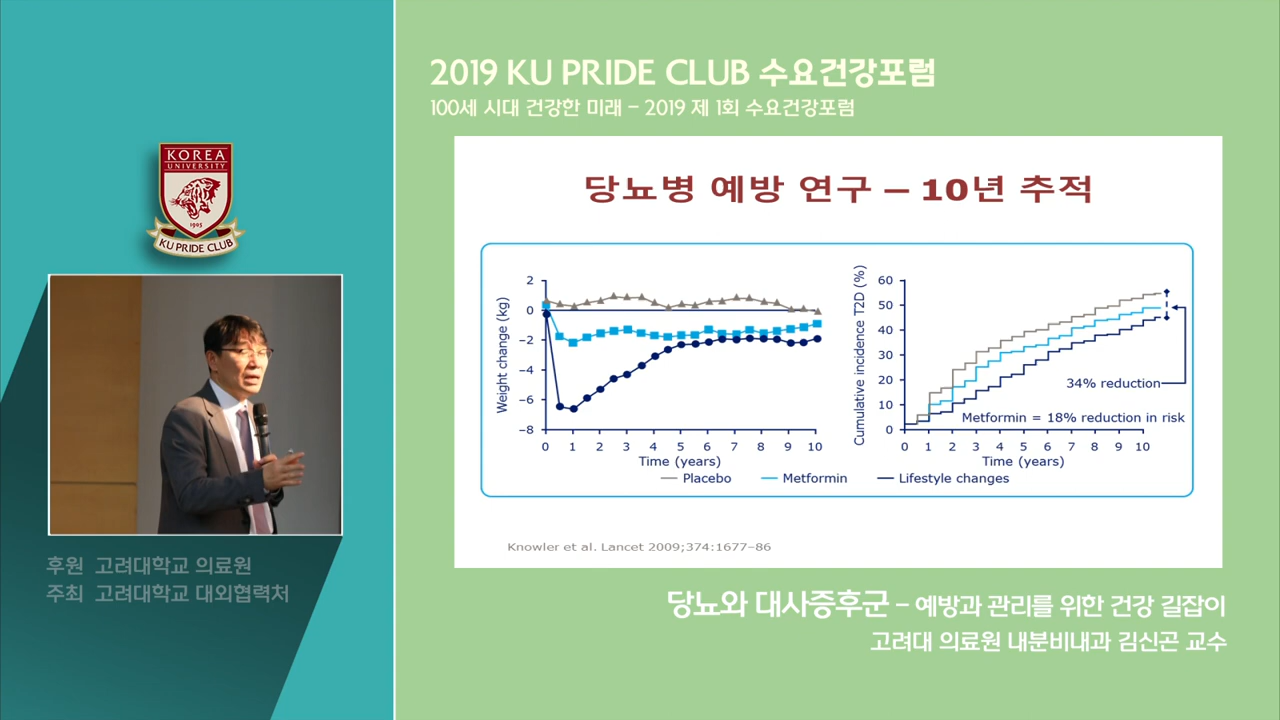 2019 KU PRIDE CLUB 수요건강포럼
100세 시대 건강한 미래 – 2019 제 1회 수요건강포럼
KOREA
UNIVERSITY
1905
KU PRIDE CLUB
당뇨병 예방 연구 – 10년 추적
Weight change (kg)
2
0
−2
−4
−6
−8
0 1 2 3 4 5 6 7 8 9 10
Time (years)
Cumulative incidence T2D (%)
60
50
40
30
20
10
0
34% reduction
Metformin = 18% reduction in risk
0 1 2 3 4 5 6 7 8 9 10
Time (years)
Placebo Metformin Lifestyle changes
Knowler et al. Lancet 2009;374:1677–86
후원 고려대학교 의료원
주최 고려대학교 대외협력처
당뇨와 대사증후군 – 예방과 관리를 위한 건강 길잡이
고려대 의료원 내분비내과 김신곤 교수